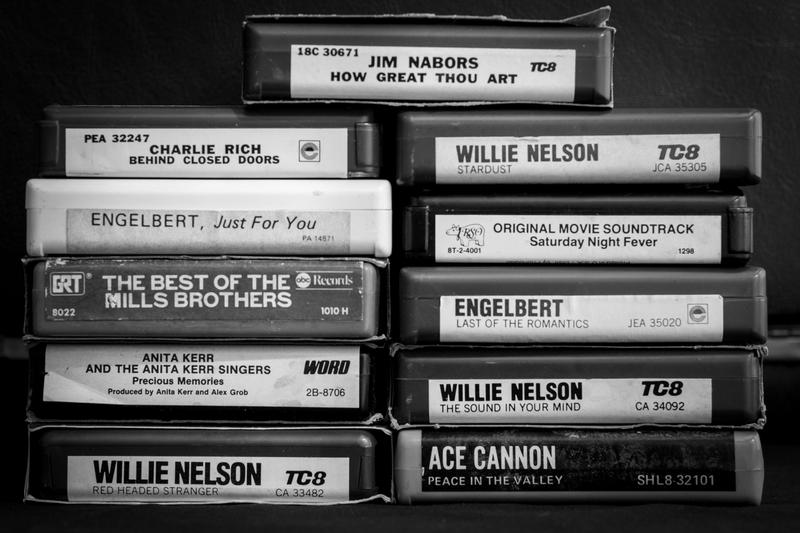 18C 30671
JIM NABORS
HOW GREAT THOU ART
TC8
PEA 32247
CHARLIE RICH
BEHIND CLOSED DOORS
ENGELBERT, Just For You
PA 14871
GRT®
8022
THE BEST OF THE
MILLS BROTHERS
abc Records
1010 H
ANITA KERR
AND THE ANITA KERR SINGERS
Precious Memories
Produced by Anita Kerr and Alex Grob
WORD
2B-8706
WILLIE NELSON
RED HEADED STRANGER
TC8
CA 33482
WILLIE NELSON
STARDUST
TC8
JCA 35305
RSO
8T-2-4001
ORIGINAL MOVIE SOUNDTRACK
Saturday Night Fever
1298
ENGELBERT
LAST OF THE ROMANTICS
JEA 35020
WILLIE NELSON
THE SOUND IN YOUR MIND
TC8
CA 34092
ACE CANNON
PEACE IN THE VALLEY
SHL8-32101